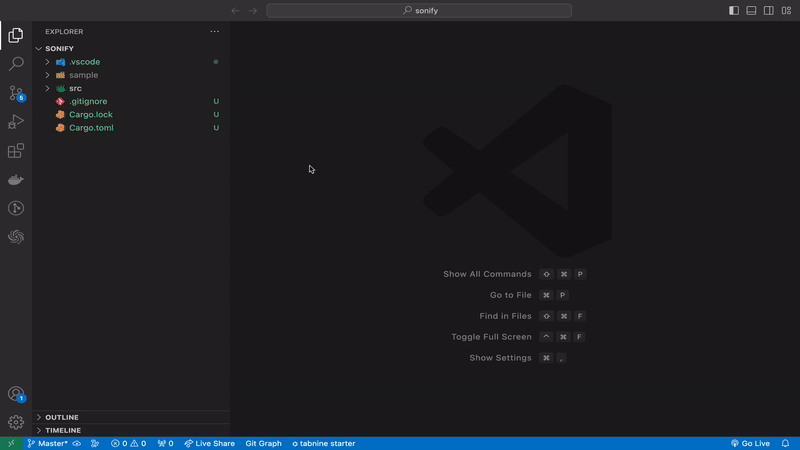 sonify
EXPLORER
SONIFY
.vscode
sample
src
.gitignore U
Cargo.lock U
Cargo.toml U
5
1
Show All Commands ⇧ ⌘ P
Go to File ⌘ P
Find in Files ⇧ ⌘ F
Toggle Full Screen ^ ⌘ F
Show Settings ⌘ ,
OUTLINE
TIMELINE
Master* 0 0 0 Live Share Git Graph tabnine starter Go Live